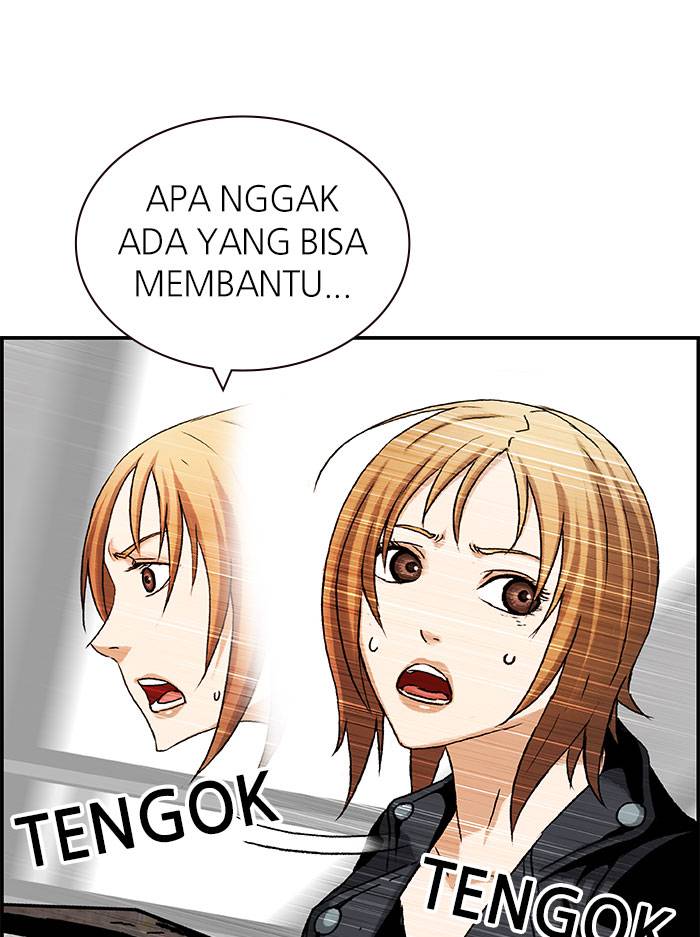 APA NGGAK
ADA YANG BISA
MEMBANTU...
TENGOK
TENGOK